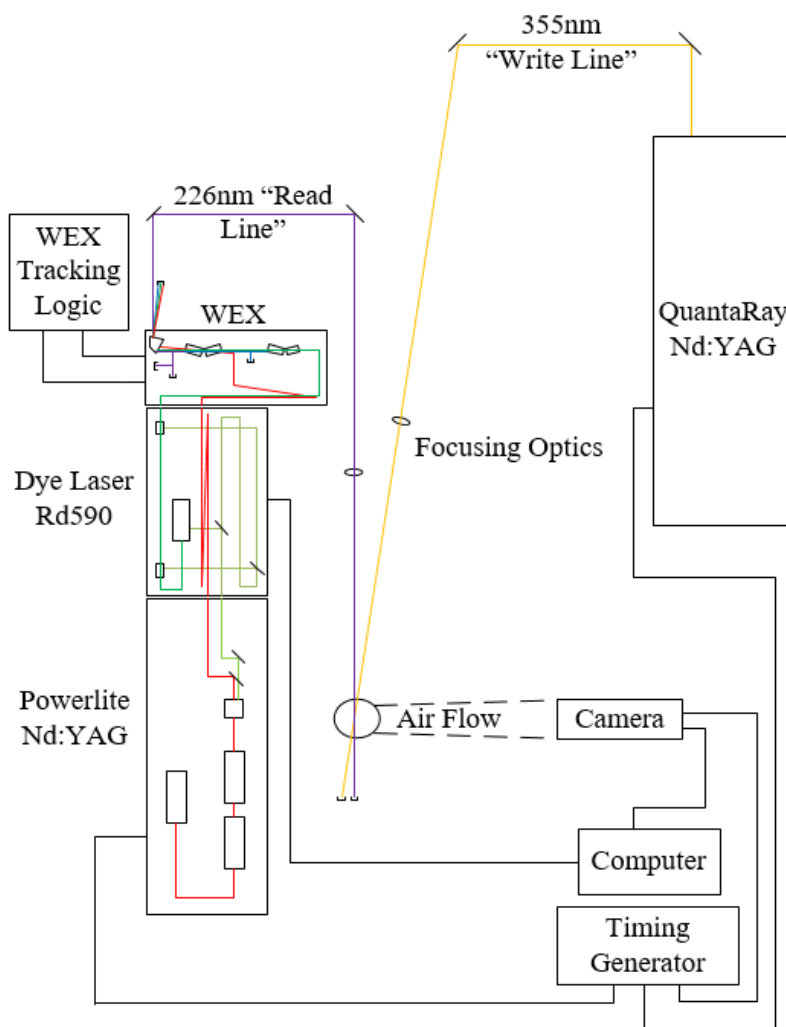 355nm
“Write Line”
226nm “Read
Line”
WEX
Tracking
Logic
WEX
QuantaRay
Nd:YAG
Focusing Optics
Dye Laser
Rd590
Powerlite
Nd:YAG
Air Flow
Camera
Computer
Timing
Generator